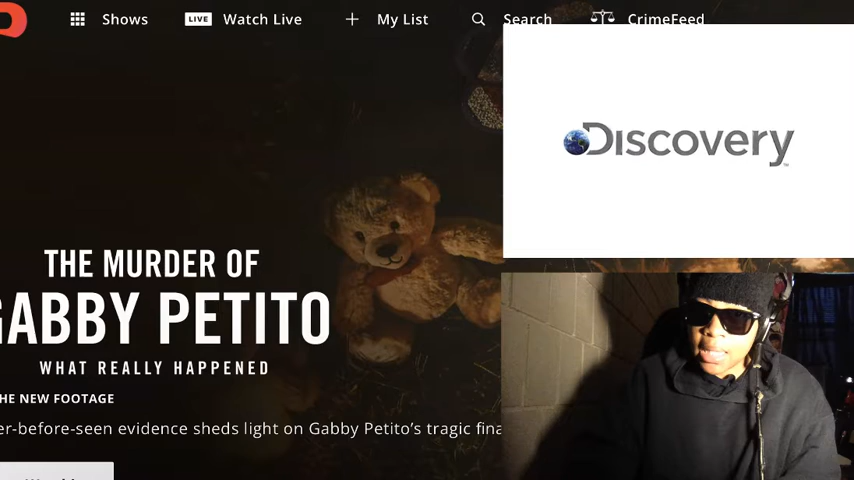 Shows LIVE Watch Live My List Search CrimeFeed
Discovery
THE MURDER OF
GABBY PETITO
WHAT REALLY HAPPENED
HE NEW FOOTAGE
er-before-seen evidence sheds light on Gabby Petito's tragic fina